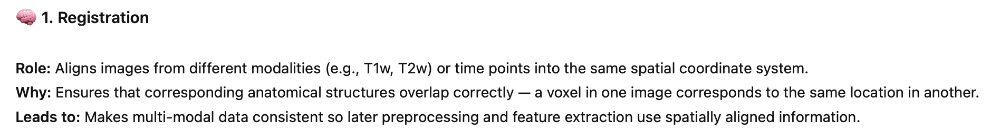 🧠 1. Registration
Role: Aligns images from different modalities (e.g., T1w, T2w) or time points into the same spatial coordinate system.
Why: Ensures that corresponding anatomical structures overlap correctly — a voxel in one image corresponds to the same location in another.
Leads to: Makes multi-modal data consistent so later preprocessing and feature extraction use spatially aligned information.